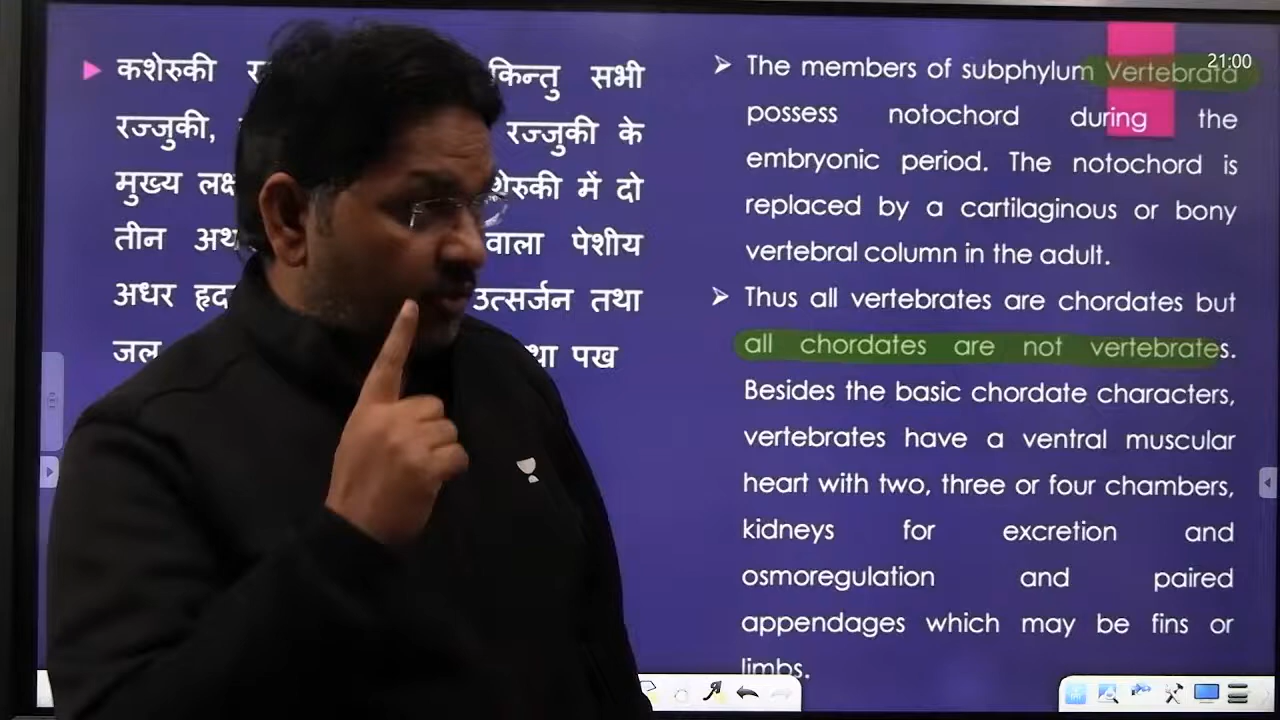 कशेरुकी किन्तु सभी
रज्जुकी, रज्जुकी के
मुख्य में दो
तीन वाला पेशीय
अधर उत्सर्जन तथा
जल पख
21:00
➤ The members of subphylum Vertebrata
possess notochord during the
embryonic period. The notochord is
replaced by a cartilaginous or bony
vertebral column in the adult.
➤ Thus all vertebrates are chordates but
all chordates are not vertebrates.
Besides the basic chordate characters,
vertebrates have a ventral muscular
heart with two, three or four chambers,
kidneys for excretion and
osmoregulation and paired
appendages which may be fins or
limbs.